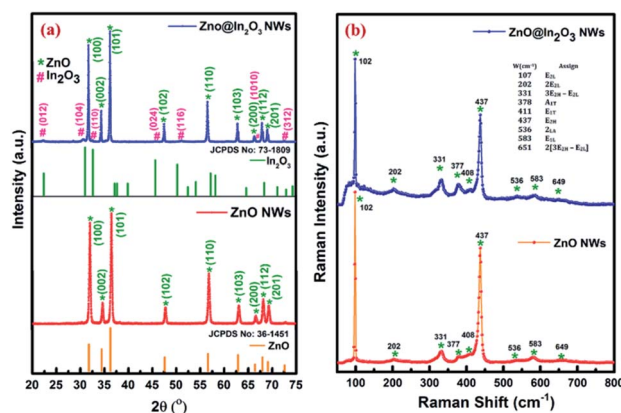 (a)
Zno@In₂O₃ NWs
* ZnO
# In₂O₃
(100)
(101)
(002)
(110)
(102)
(103)
(200)
(112)
(201)
#(012)
#(104)
#(110)
#(024)
#(116)
#(1010)
#(312)
JCPDS No: 73-1809
In₂O₃
ZnO NWs
(100)
(101)
(002)
(110)
(102)
(103)
(200)
(112)
(201)
JCPDS No: 36-1451
ZnO
Intensity (a.u.)
20 25 30 35 40 45 50 55 60 65 70 75
2θ (°)
(b)
ZnO@In₂O₃ NWs
W(cm⁻¹) Assign
107 E₂L
202 2E₂L
331 3E₂H – E₂L
378 A₁T
411 E₁T
437 E₂H
536 2LA
583 E₁L
651 2[3E₂H – E₂L]
102
202
331
377
408
437
536
583
649
ZnO NWs
102
202
331
377
408
437
536
583
649
Raman Intensity (a.u.)
100 200 300 400 500 600 700 800
Raman Shift (cm⁻¹)